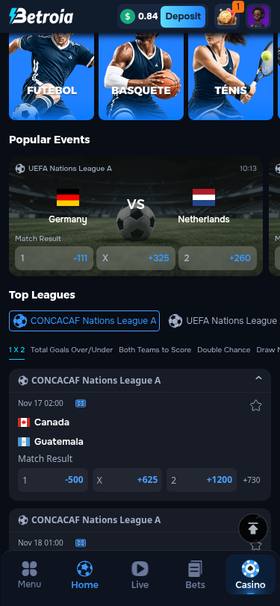 Betroia
$ 0.84 Deposit
1
FUTEBOL BASQUETE TÊNIS
Popular Events
UEFA Nations League A 10:13
Germany VS Netherlands
Match Result
1 -111 X +325 2 +260
Top Leagues
CONCACAF Nations League A UEFA Nations League
1 X 2 Total Goals Over/Under Both Teams to Score Double Chance Draw N
CONCACAF Nations League A
Nov 17 02:00
Canada
Guatemala
Match Result
1 -500 X +625 2 +1200 +730
CONCACAF Nations League A
Nov 18 01:00
Menu Home Live Bets Casino